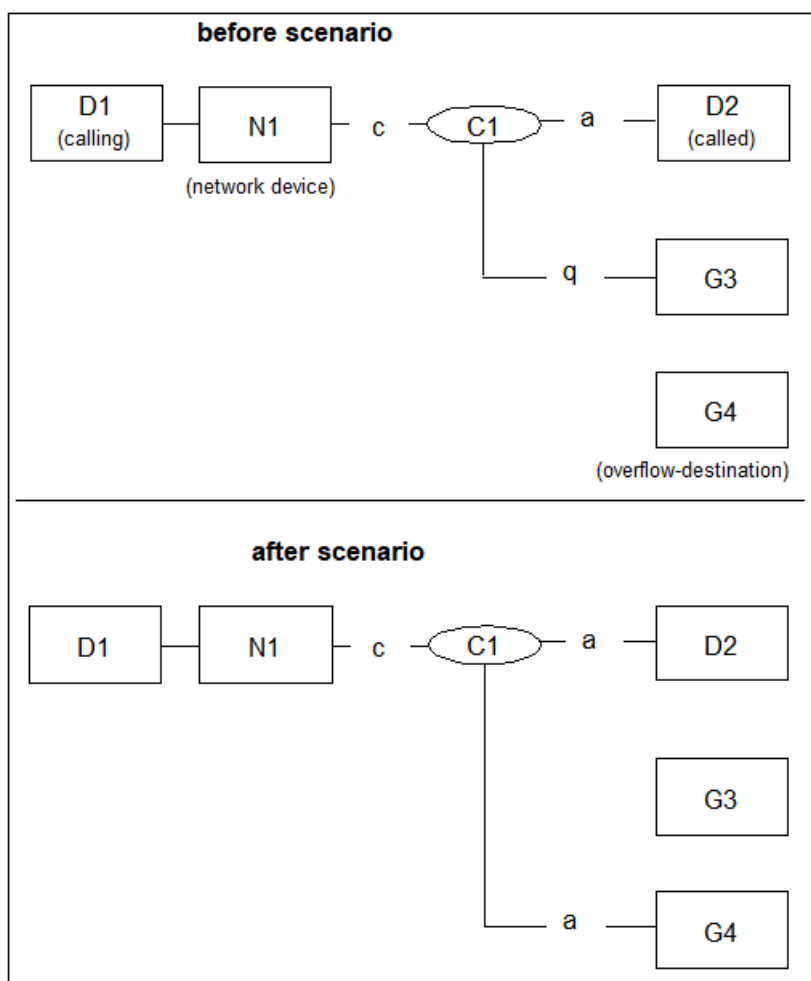 before scenario
D1
(calling)
N1
(network device)
c
C1
a
D2
(called)
q
G3
G4
(overflow-destination)
after scenario
D1
N1
c
C1
a
D2
G3
a
G4